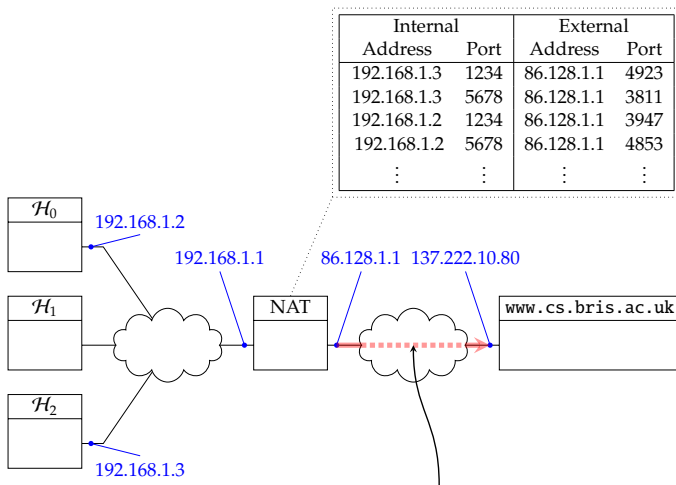 Internal External
Address Port Address Port
192.168.1.3 1234 86.128.1.1 4923
192.168.1.3 5678 86.128.1.1 3811
192.168.1.2 1234 86.128.1.1 3947
192.168.1.2 5678 86.128.1.1 4853
⋮ ⋮ ⋮ ⋮
H0
192.168.1.2
192.168.1.1 86.128.1.1 137.222.10.80
H1 NAT www.cs.bris.ac.uk
H2
192.168.1.3